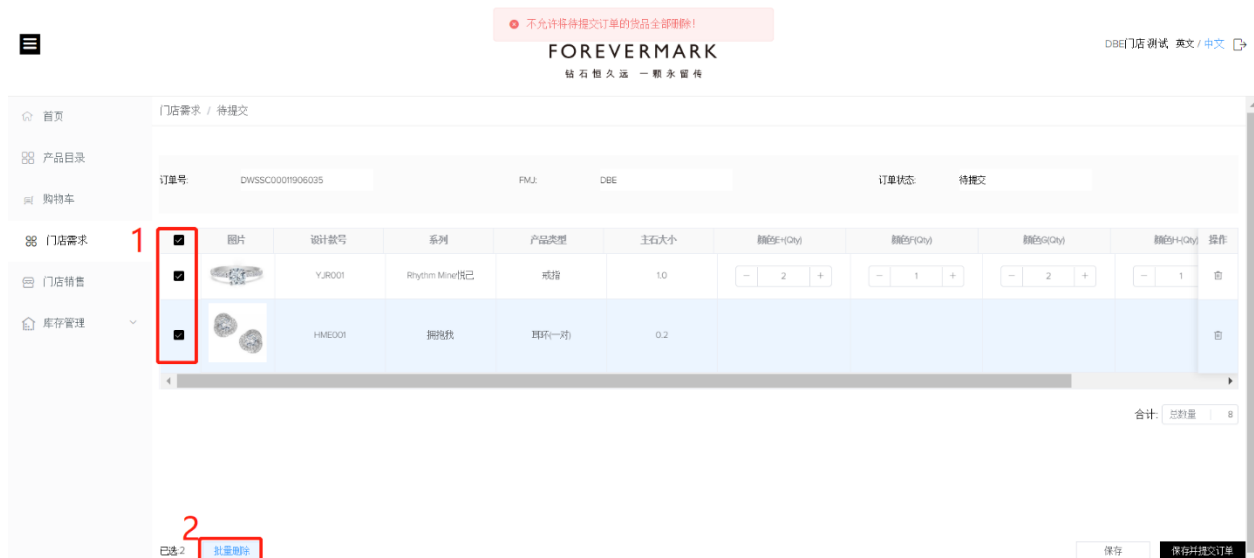 不允许将待提交订单的货品全部删除!
FOREVERMARK
钻石恒久远 一颗永留传
DBE门店测试 英文 / 中文
首页
产品目录
购物车
门店需求
门店销售
库存管理
门店需求 / 待提交
订单号: DWSSC00011906035 FMJ: DBE 订单状态: 待提交
1
图片 设计款号 系列 产品类型 主石大小 颜色E+(Qty) 颜色F(Qty) 颜色G(Qty) 颜色H-(Qty) 操作
YJR001 Rhythm Mine悦己 戒指 1.0 − 2 + − 1 + − 2 + − 1
HME001 拥抱我 耳环(一对) 0.2
合计: 总数量 8
2
已选:2 批量删除 保存 保存并提交订单